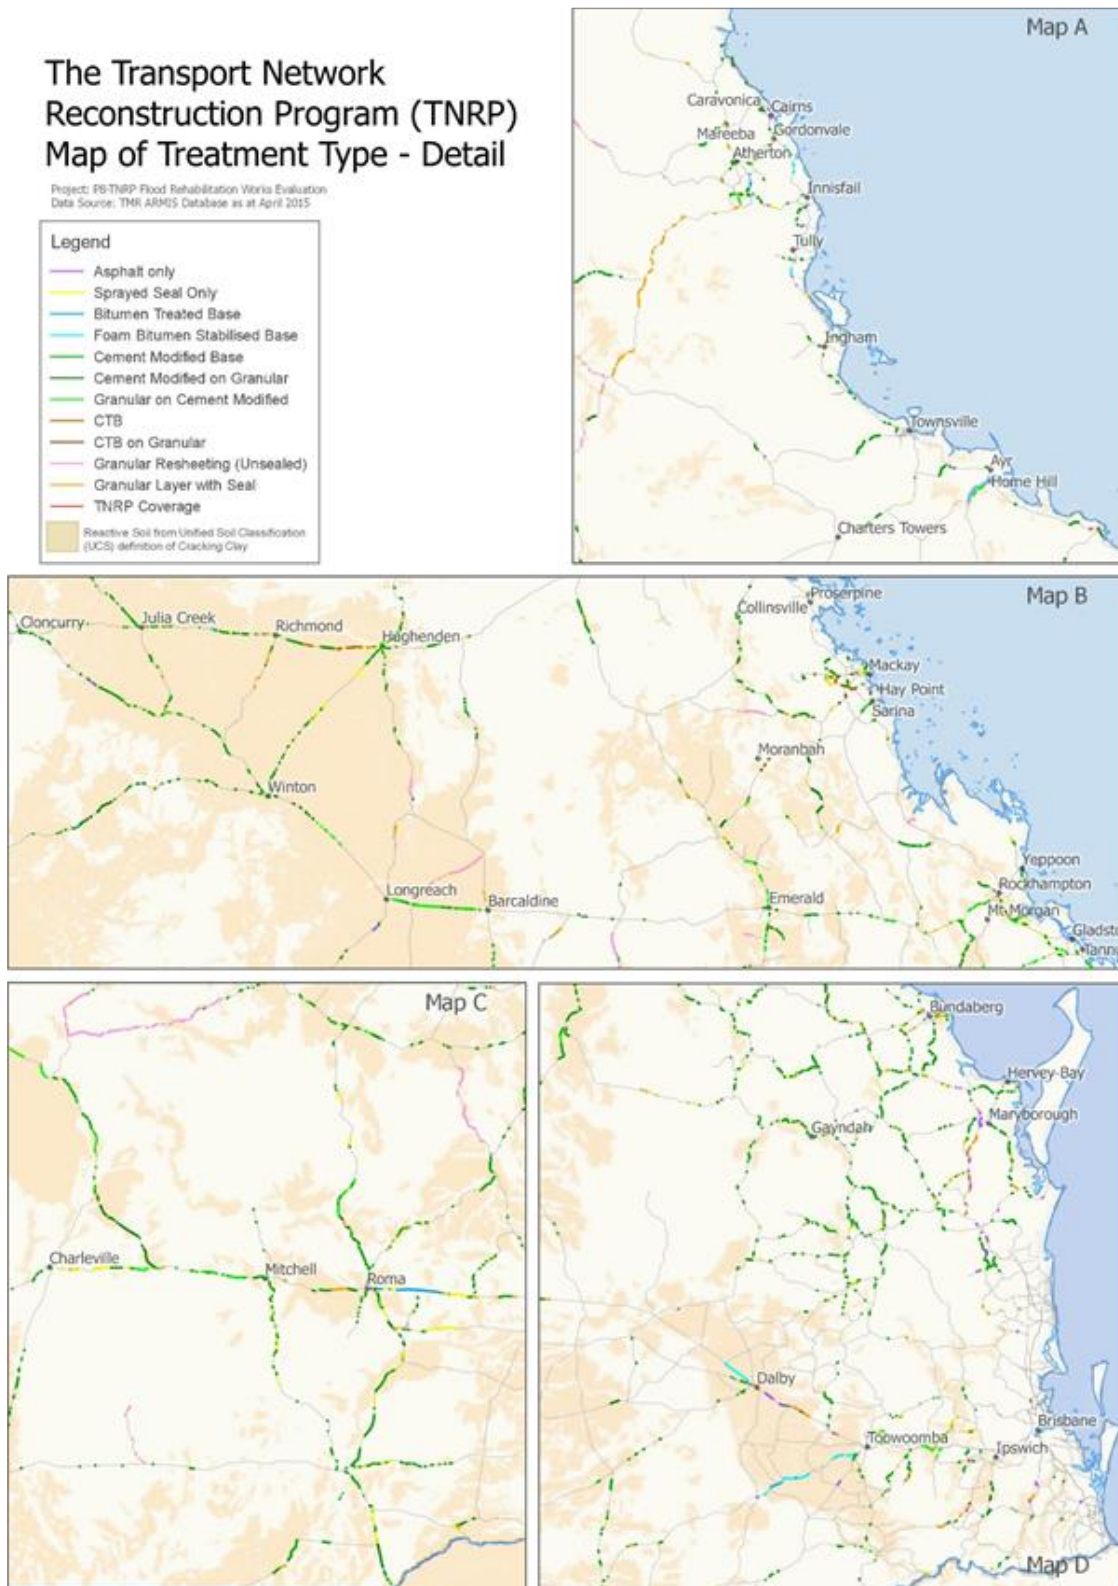 The Transport Network
Reconstruction Program (TNRP)
Map of Treatment Type - Detail
Project: P8-TNRP Flood Rehabilitation Works Evaluation
Data Source: TMR ARMIS Database as at April 2015
Legend
Asphalt only
Sprayed Seal Only
Bitumen Treated Base
Foam Bitumen Stabilised Base
Cement Modified Base
Cement Modified on Granular
Granular on Cement Modified
CTB
CTB on Granular
Granular Resheeting (Unsealed)
Granular Layer with Seal
TNRP Coverage
Reactive Soil from Unified Soil Classification
(UCS) definition of Cracking Clay
Map A
Caravonica
Cairns
Gordonvale
Mareeba
Atherton
Innisfail
Tully
Ingham
Townsville
Ayr
Home Hill
Charters Towers
Map B
Proserpine
Collinsville
Cloncurry
Julia Creek
Richmond
Hughenden
Mackay
Hay Point
Sarina
Moranbah
Winton
Yeppoon
Longreach
Barcaldine
Emerald
Rockhampton
Mt Morgan
Gladsto
Tannu
Map C
Charleville
Mitchell
Roma
Bundaberg
Hervey Bay
Maryborough
Gayndah
Dalby
Toowoomba
Brisbane
Ipswich
Map D